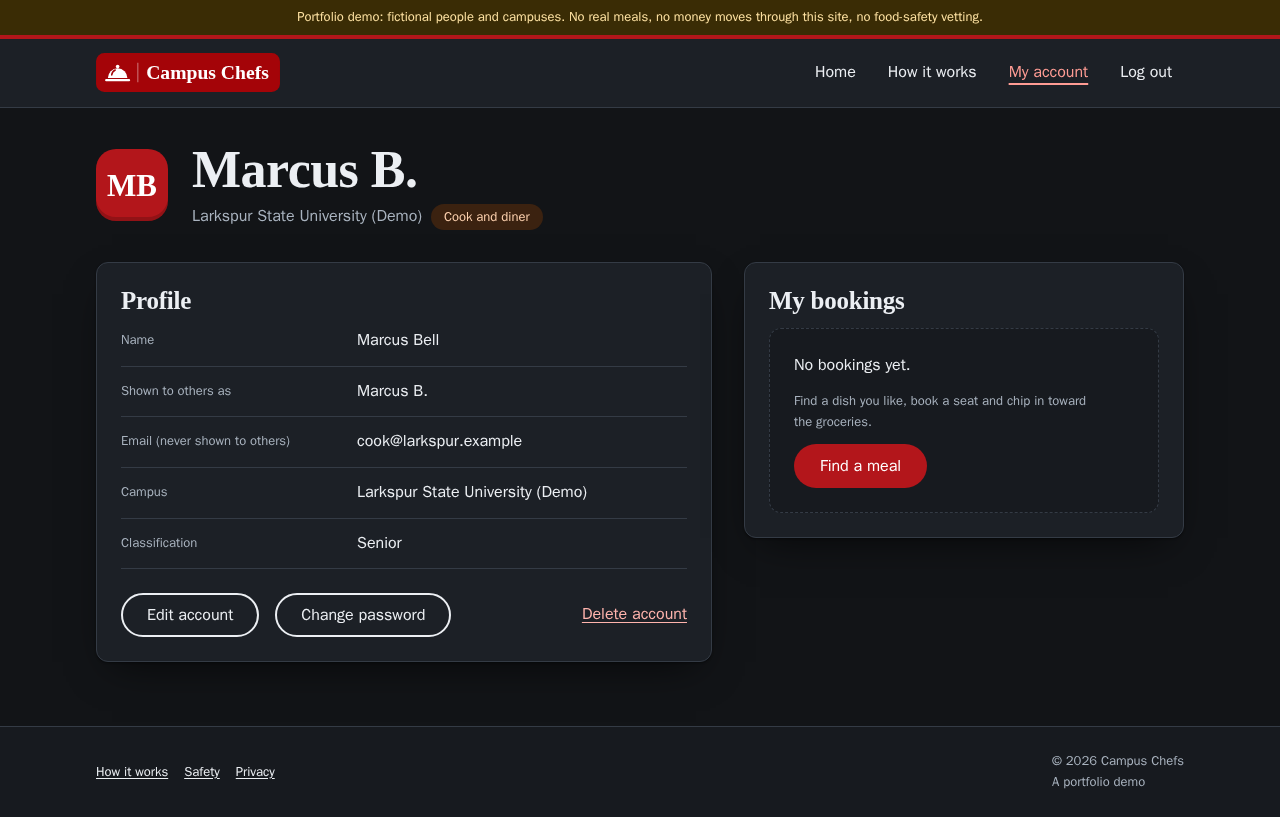 Portfolio demo: fictional people and campuses. No real meals, no money moves through this site, no food-safety vetting.
Campus Chefs
Home
How it works
My account
Log out
MB
Marcus B.
Larkspur State University (Demo)
Cook and diner
Profile
Name
Marcus Bell
Shown to others as
Marcus B.
Email (never shown to others)
cook@larkspur.example
Campus
Larkspur State University (Demo)
Classification
Senior
Edit account
Change password
Delete account
My bookings
No bookings yet.
Find a dish you like, book a seat and chip in toward
the groceries.
Find a meal
How it works
Safety
Privacy
© 2026 Campus Chefs
A portfolio demo